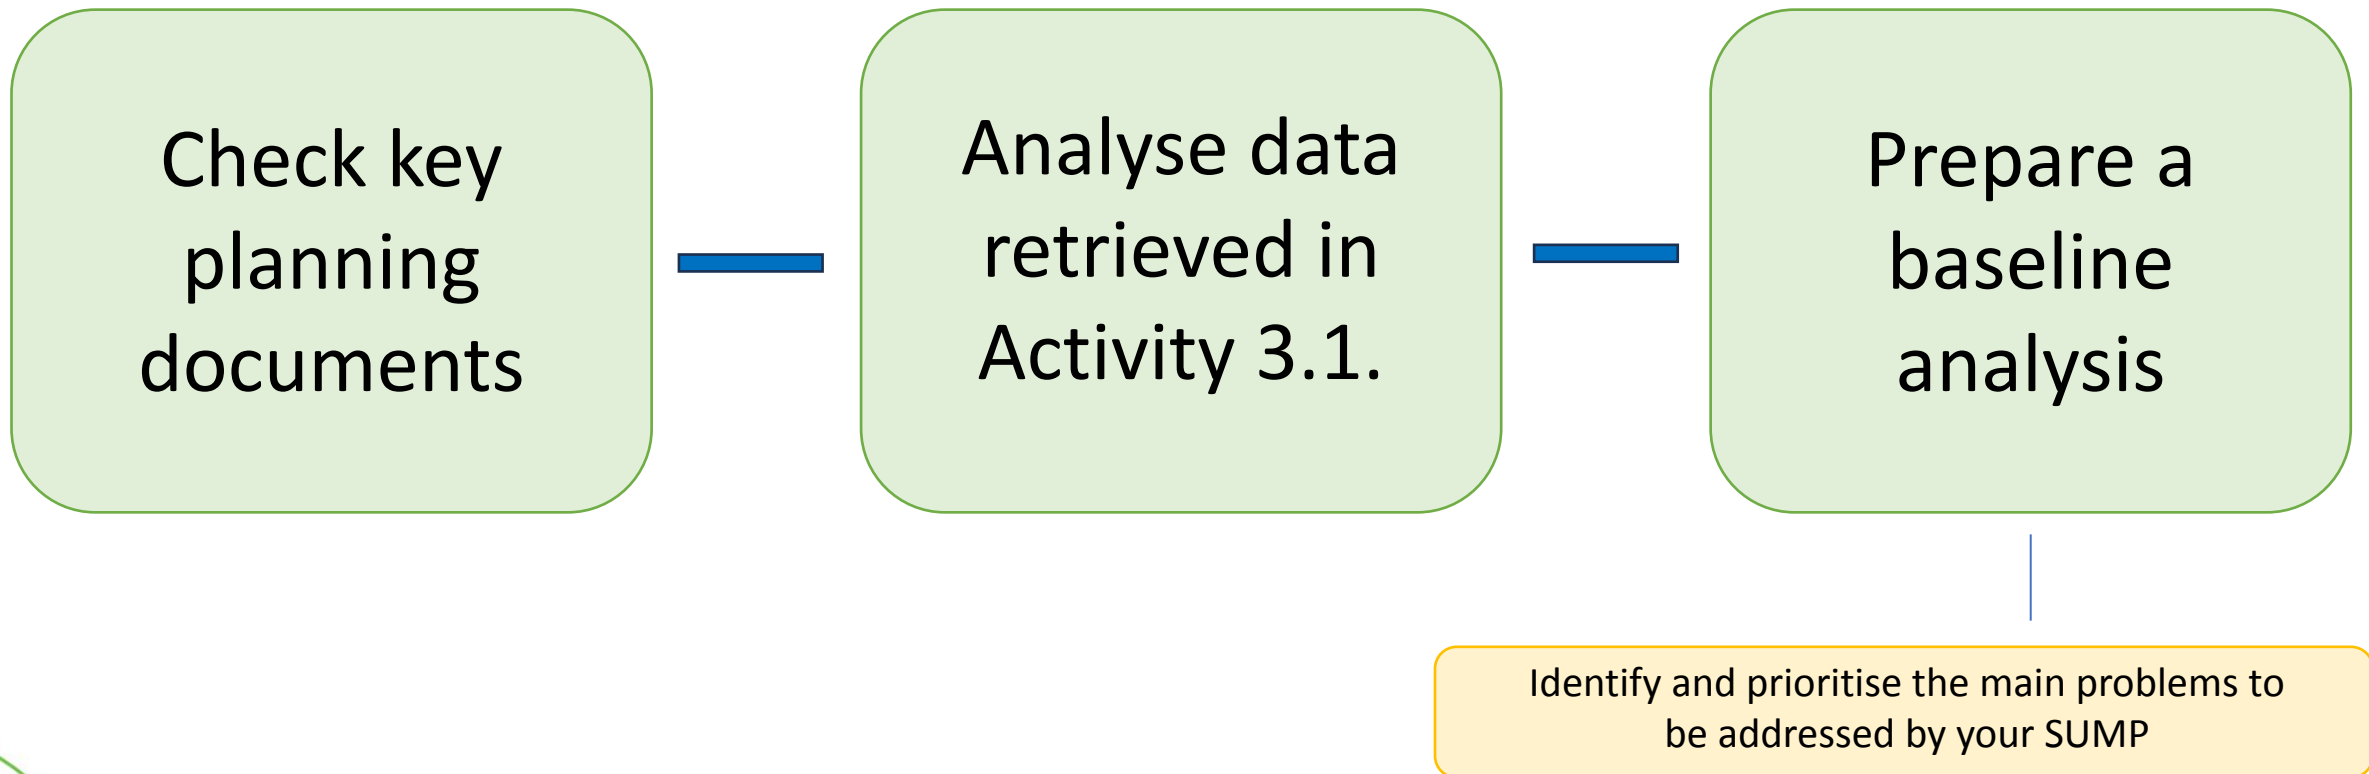 Check key
planning
documents
Analyse data
retrieved in
Activity 3.1.
Prepare a
baseline
analysis
Identify and prioritise the main problems to
be addressed by your SUMP